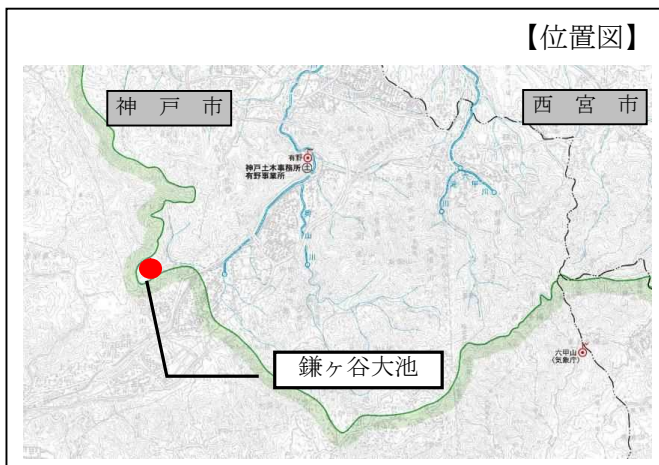 【位置図】
神 戸 市
西 宮 市
有野
神戸土木事務所
有野事業所
六甲山
(気象庁)
鎌ヶ谷大池